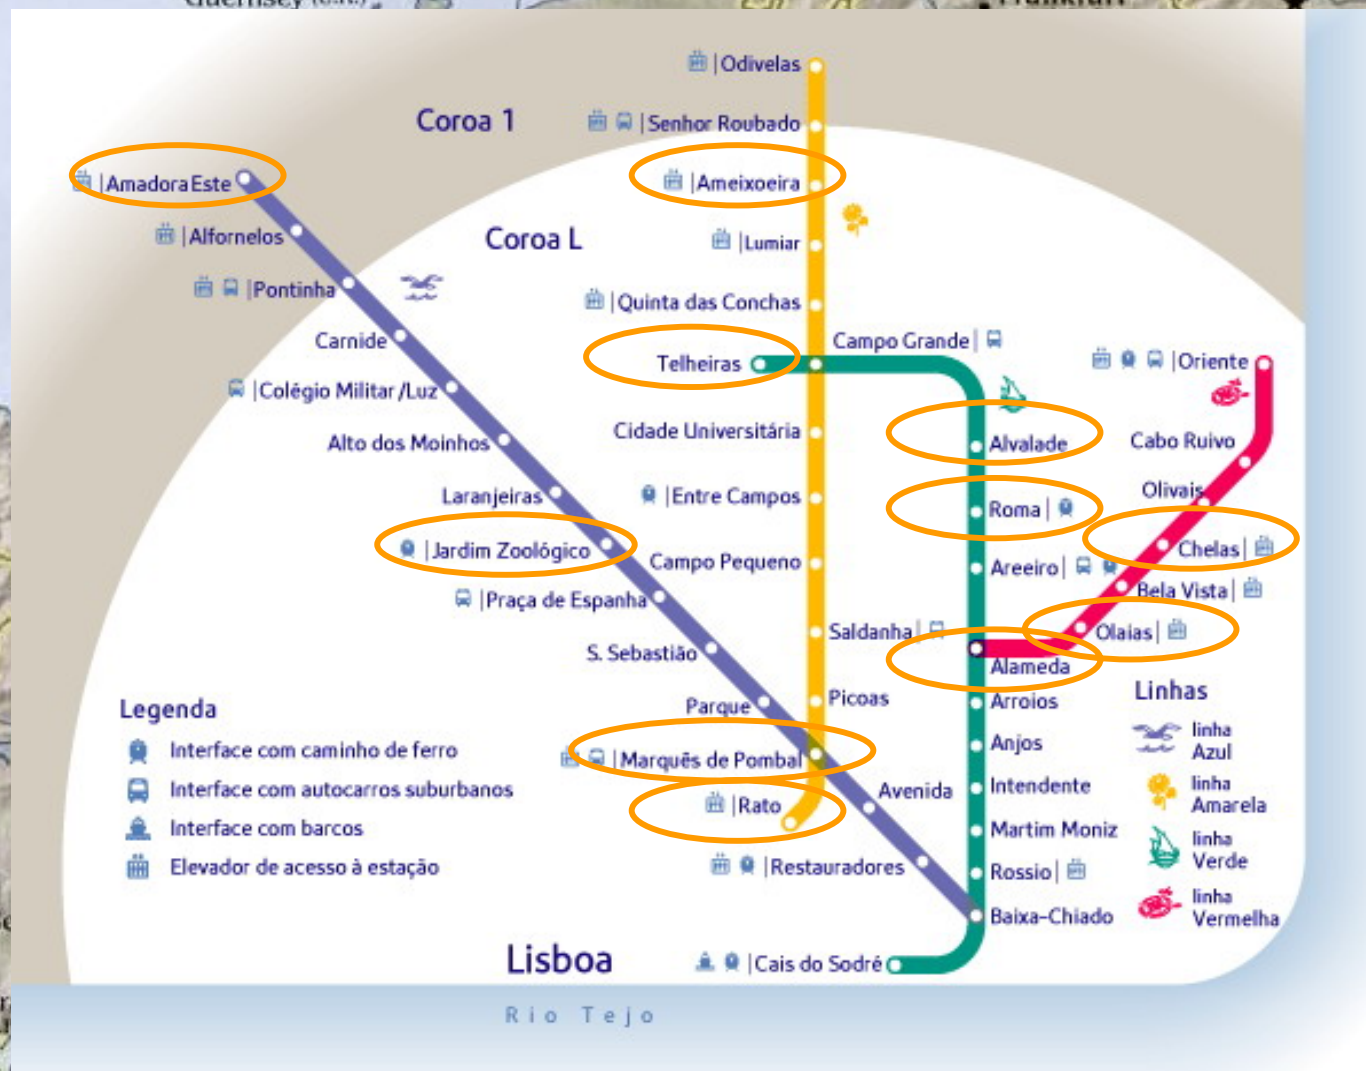 Guernsey (U.K.)
Frankfurt
Odivelas
Coroa 1
Senhor Roubado
Amadora Este
Ameixoeira
Alfornelos
Coroa L
Lumiar
Pontinha
Quinta das Conchas
Carnide
Telheiras
Campo Grande
Oriente
Colégio Militar/Luz
Alto dos Moinhos
Cidade Universitária
Alvalade
Cabo Ruivo
Laranjeiras
Entre Campos
Roma
Olivais
Jardim Zoológico
Campo Pequeno
Areeiro
Chelas
Praça de Espanha
Bela Vista
S. Sebastião
Saldanha
Olaias
Alameda
Parque
Picoas
Arroios
Linhas
Legenda
Interface com caminho de ferro
Marquês de Pombal
Anjos
linha
Azul
Interface com autocarros suburbanos
Rato
Avenida
Intendente
linha
Amarela
Interface com barcos
Martim Moniz
linha
Verde
Elevador de acesso à estação
Restauradores
Rossio
linha
Vermelha
Baixa-Chiado
Lisboa
Cais do Sodré
Rio Tejo